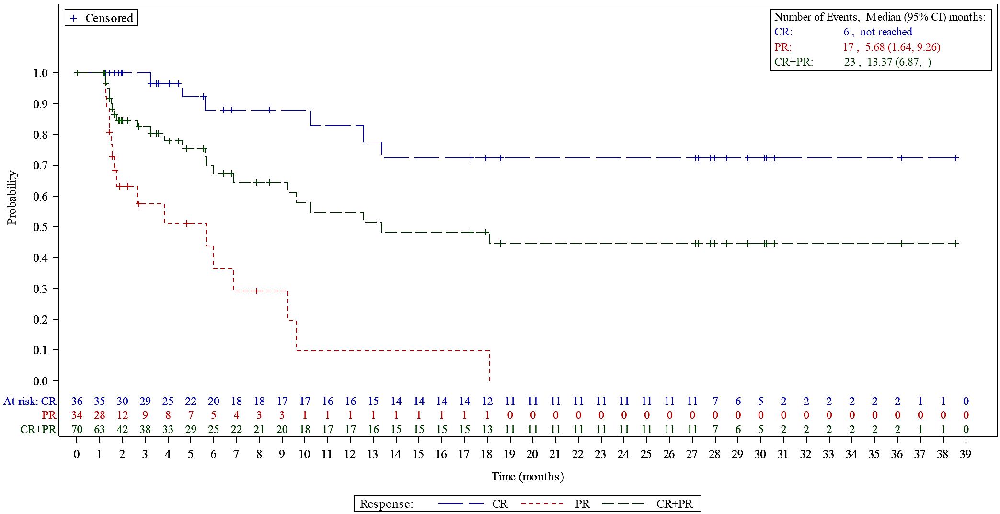 + Censored
Number of Events, Median (95% CI) months:
CR: 6 , not reached
PR: 17 , 5.68 (1.64, 9.26)
CR+PR: 23 , 13.37 (6.87, )
1.0
0.9
0.8
0.7
0.6
0.5
0.4
0.3
0.2
0.1
0.0
Probability
At risk: CR 36 35 30 29 25 22 20 18 18 17 17 16 16 15 14 14 14 14 12 11 11 11 11 11 11 11 11 11 7 6 5 2 2 2 2 2 2 1 1 0
PR 34 28 12 9 8 7 5 4 3 3 1 1 1 1 1 1 1 1 1 0 0 0 0 0 0 0 0 0 0 0 0 0 0 0 0 0 0 0 0 0
CR+PR 70 63 42 38 33 29 25 22 21 20 18 17 17 16 15 15 15 15 13 11 11 11 11 11 11 11 11 11 7 6 5 2 2 2 2 2 2 1 1 0
0 1 2 3 4 5 6 7 8 9 10 11 12 13 14 15 16 17 18 19 20 21 22 23 24 25 26 27 28 29 30 31 32 33 34 35 36 37 38 39
Time (months)
Response: CR PR CR+PR